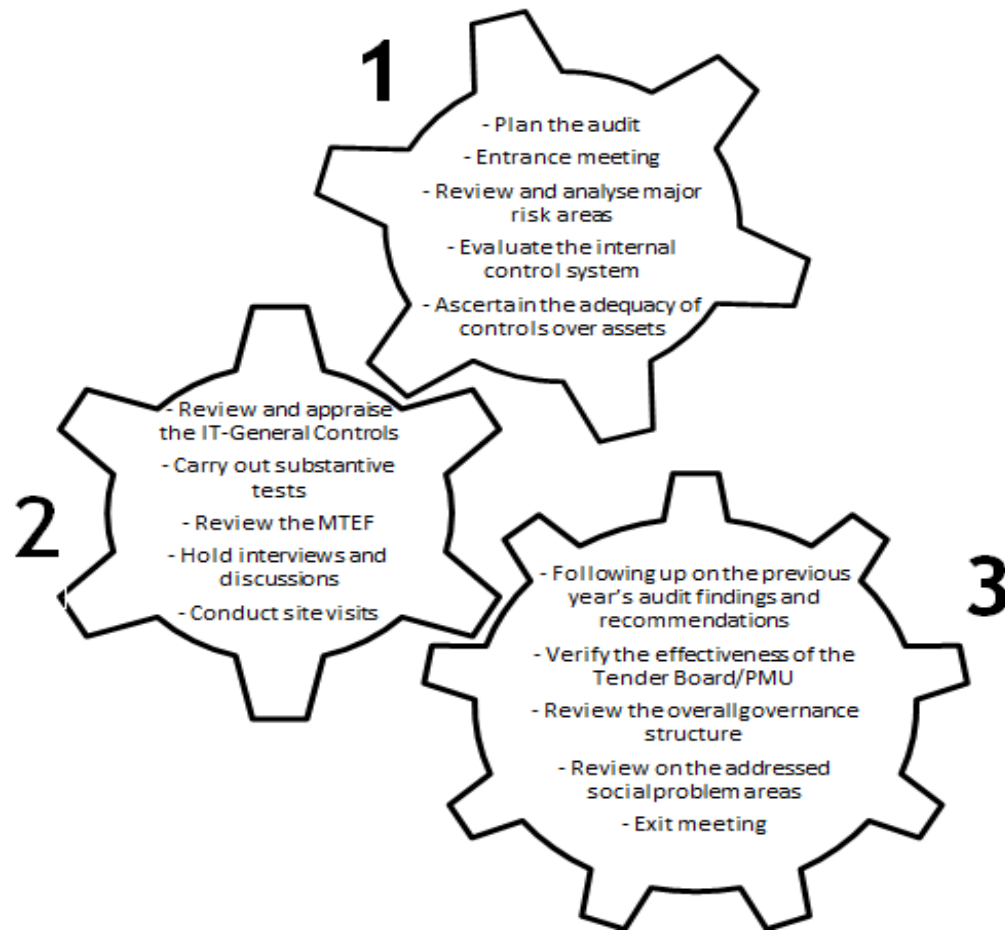 1
- Plan the audit
- Entrance meeting
- Review and analyse major
risk areas
- Evaluate the internal
control system
- Ascertain the adequacy of
controls over assets
2
- Review and appraise
the IT-General Controls
- Carry out substantive
tests
- Review the MTEF
- Hold interviews and
discussions
- Conduct site visits
3
- Following up on the previous
year's audit findings and
recommendations
- Verify the effectiveness of the
Tender Board/PMU
- Review the overall governance
structure
- Review on the addressed
social problem areas
- Exit meeting